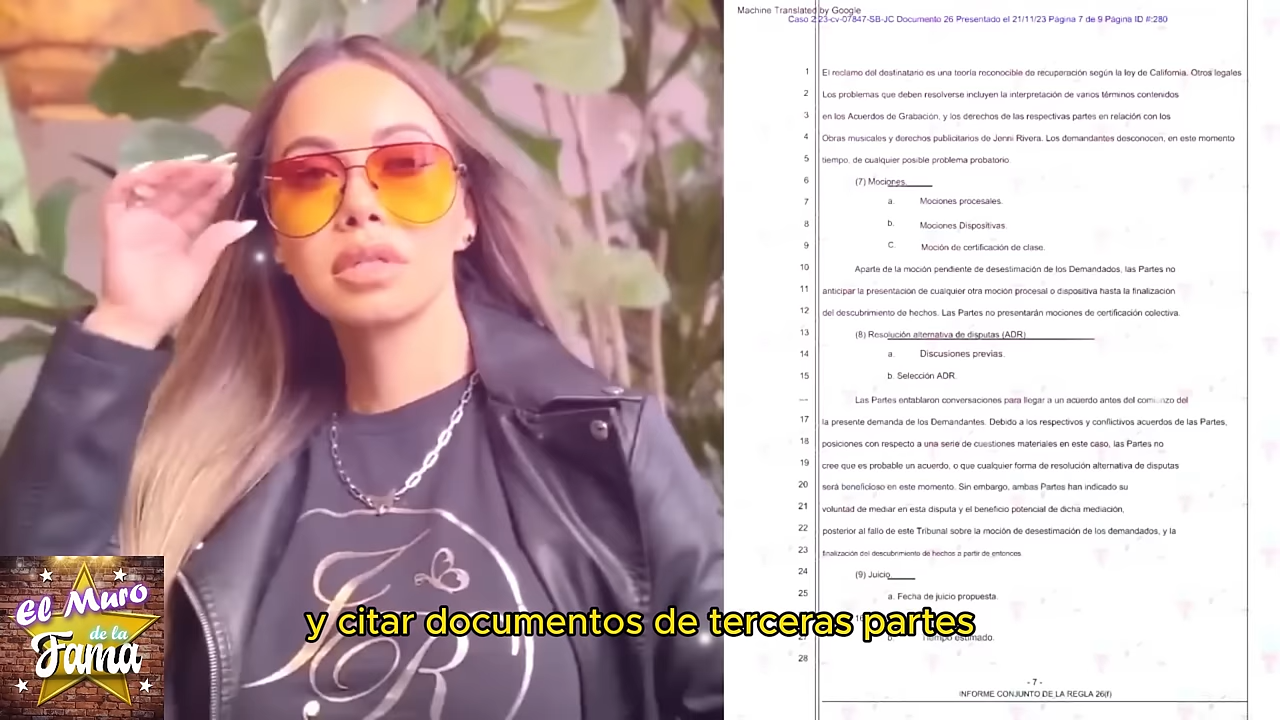 Machine Translated by Google
Caso 2:23-cv-07847-SB-JC Documento 26 Presentado el 21/11/23 Página 7 de 9 Página ID #:280
1 El reclamo del destinatario es una teoría reconocible de recuperación según la ley de California. Otros legales
2 Los problemas que deben resolverse incluyen la interpretación de varios términos contenidos
3 en los Acuerdos de Grabación, y los derechos de las respectivas partes en relación con los
4 Obras musicales y derechos publicitarios de Jenni Rivera. Los demandantes desconocen, en este momento
5 tiempo, de cualquier posible problema probatorio
6 (7) Mociones.
7 a. Mociones procesales.
8 b. Mociones Dispositivas
9 C. Moción de certificación de clase.
10 Aparte de la moción pendiente de desestimación de los Demandados, las Partes no
11 anticipar la presentación de cualquier otra moción procesal o dispositiva hasta la finalización
12 del descubrimiento de hechos. Las Partes no presentarán mociones de certificación colectiva.
13 (8) Resolución alternativa de disputas (ADR)
14 a. Discusiones previas.
15 b. Selección ADR.
Las Partes entablaron conversaciones para llegar a un acuerdo antes del comienzo del
17 la presente demanda de los Demandantes. Debido a los respectivos y conflictivos acuerdos de las Partes,
18 posiciones con respecto a una serie de cuestiones materiales en este caso, las Partes no
19 cree que es probable un acuerdo, o que cualquier forma de resolución alternativa de disputas
20 será beneficioso en este momento. Sin embargo, ambas Partes han indicado su
21 voluntad de mediar en esta disputa y el beneficio potencial de dicha mediación,
22 posterior al fallo de este Tribunal sobre la moción de desestimación de los demandados, y la
23 finalización del descubrimiento de hechos a partir de entonces.
24 (9) Juicio.
25 a. Fecha de juicio propuesta.
27 b. Tiempo estimado.
28
- 7 -
INFORME CONJUNTO DE LA REGLA 26(f)
JR
El Muro
de la
Fama
y citar documentos de terceras partes